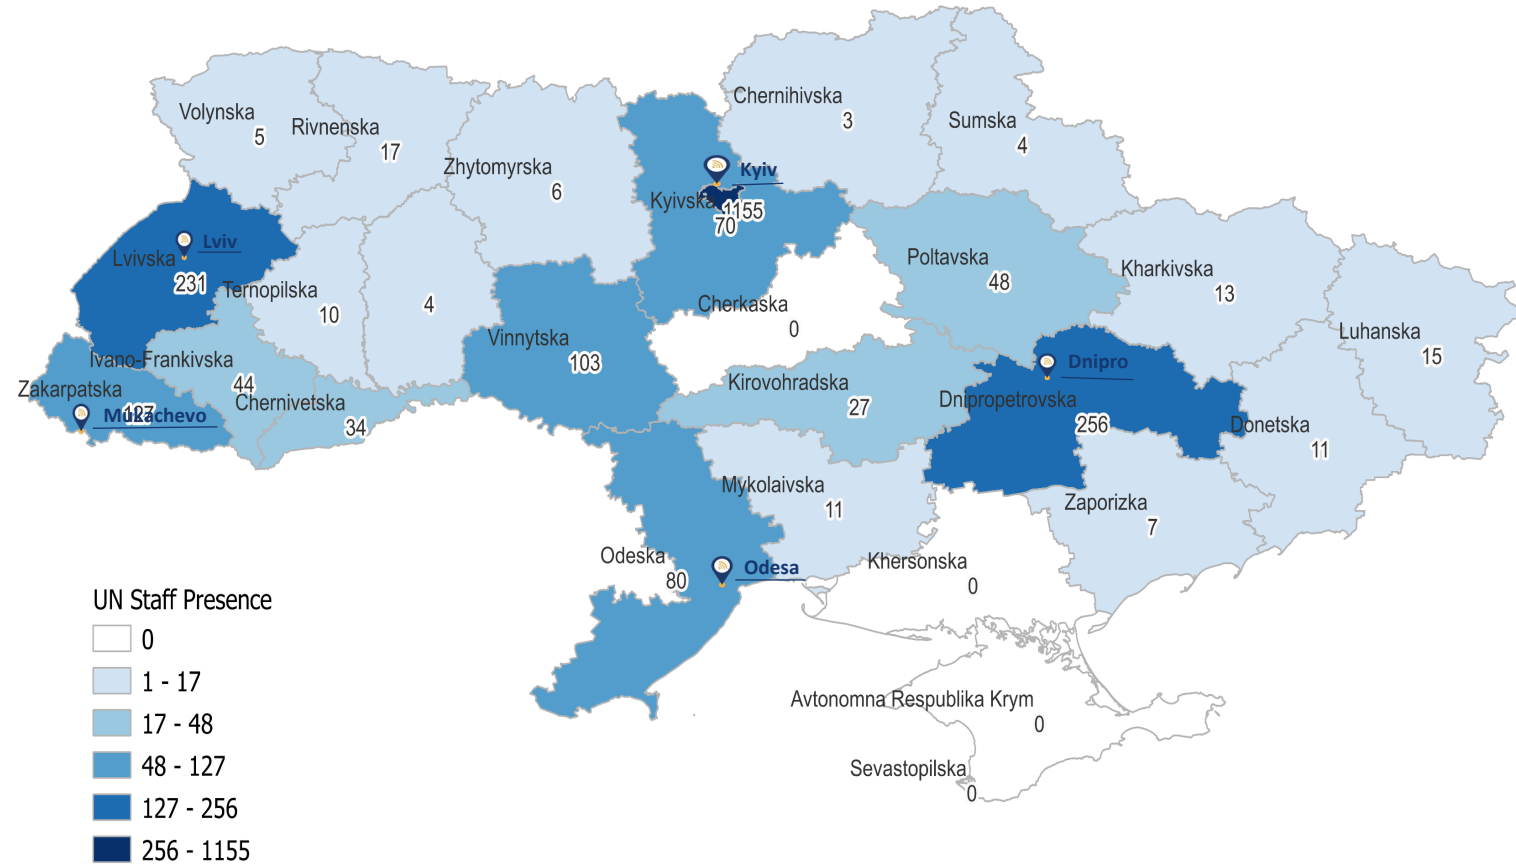 Chernihivska
3
Volynska
5
Rivnenska
17
Sumska
4
Zhytomyrska
6
Kyiv
Kyivska
1155
70
Lviv
Lvivska
231
Ternopilska
10
4
Poltavska
48
Kharkivska
13
Cherkaska
0
Luhanska
15
Vinnytska
103
Ivano-Frankivska
44
Zakarpatska
127
Mukachevo
Chernivetska
34
Kirovohradska
27
Dnipro
Dnipropetrovska
256
Donetska
11
Mykolaivska
11
Zaporizka
7
Odeska
80
Odesa
Khersonska
0
Avtonomna Respublika Krym
0
Sevastopilska
0
UN Staff Presence
0
1 - 17
17 - 48
48 - 127
127 - 256
256 - 1155